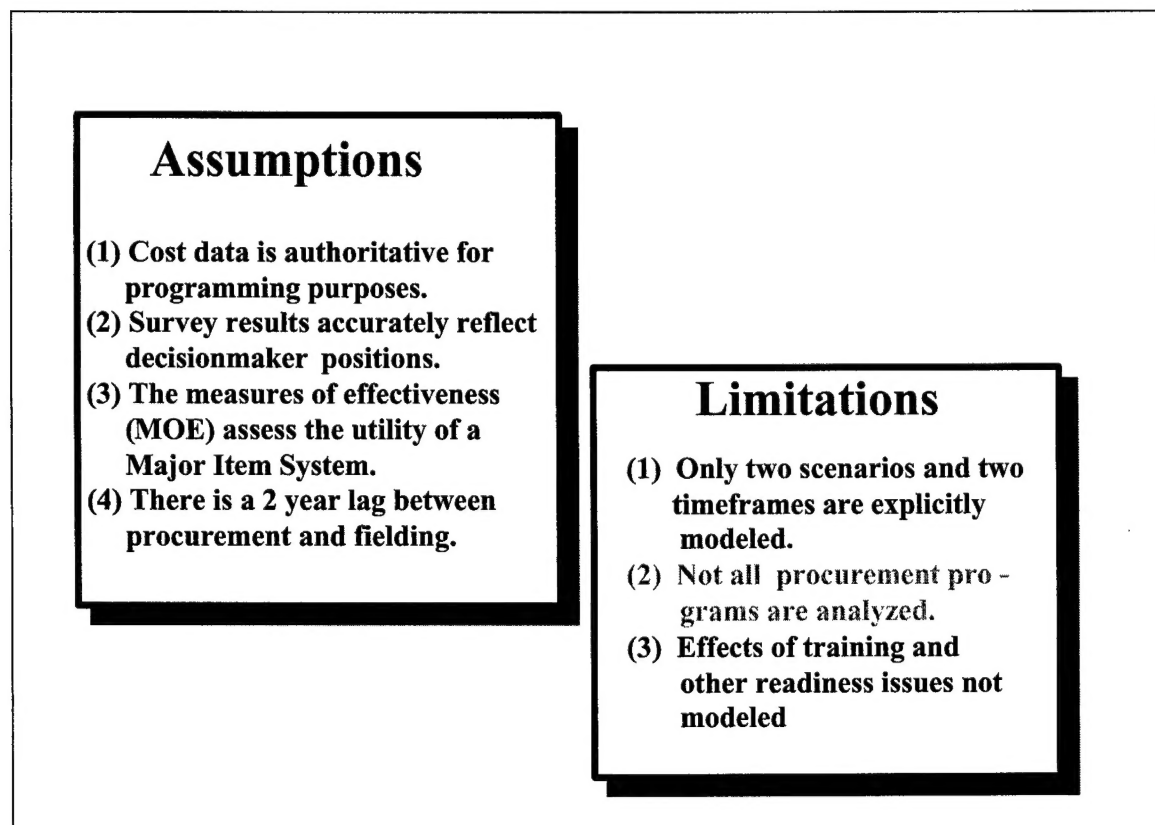 Assumptions
(1) Cost data is authoritative for
programming purposes.
(2) Survey results accurately reflect
decisionmaker positions.
(3) The measures of effectiveness
(MOE) assess the utility of a
Major Item System.
(4) There is a 2 year lag between
procurement and fielding.
Limitations
(1) Only two scenarios and two
timeframes are explicitly
modeled.
(2) Not all procurement pro -
grams are analyzed.
(3) Effects of training and
other readiness issues not
modeled